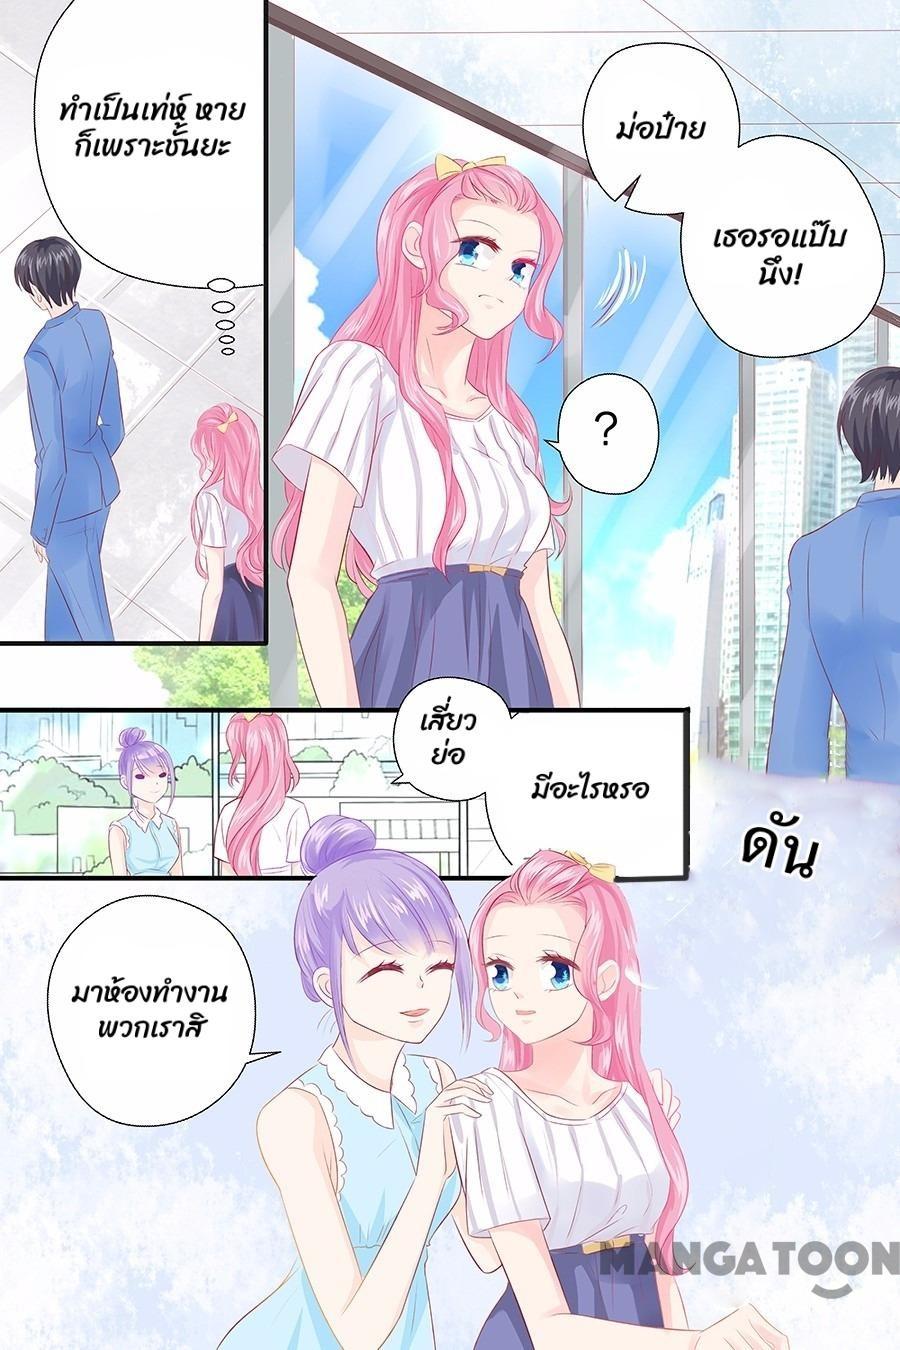 ทำเป็นเท่ห์ หาย
ก็เพราะชั้นยะ
ม่อป๋าย
เธอรอแป๊บ
นึง!
?
เสี่ยว
ย่อ
มีอะไรหรอ
ดัน
มาห้องทำงาน
พวกเราสิ
MANGATOON